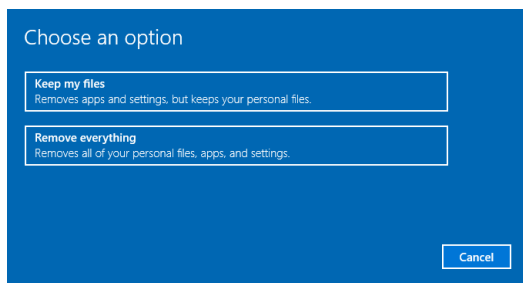 Choose an option
Keep my files
Removes apps and settings, but keeps your personal files.
Remove everything
Removes all of your personal files, apps, and settings.
Cancel